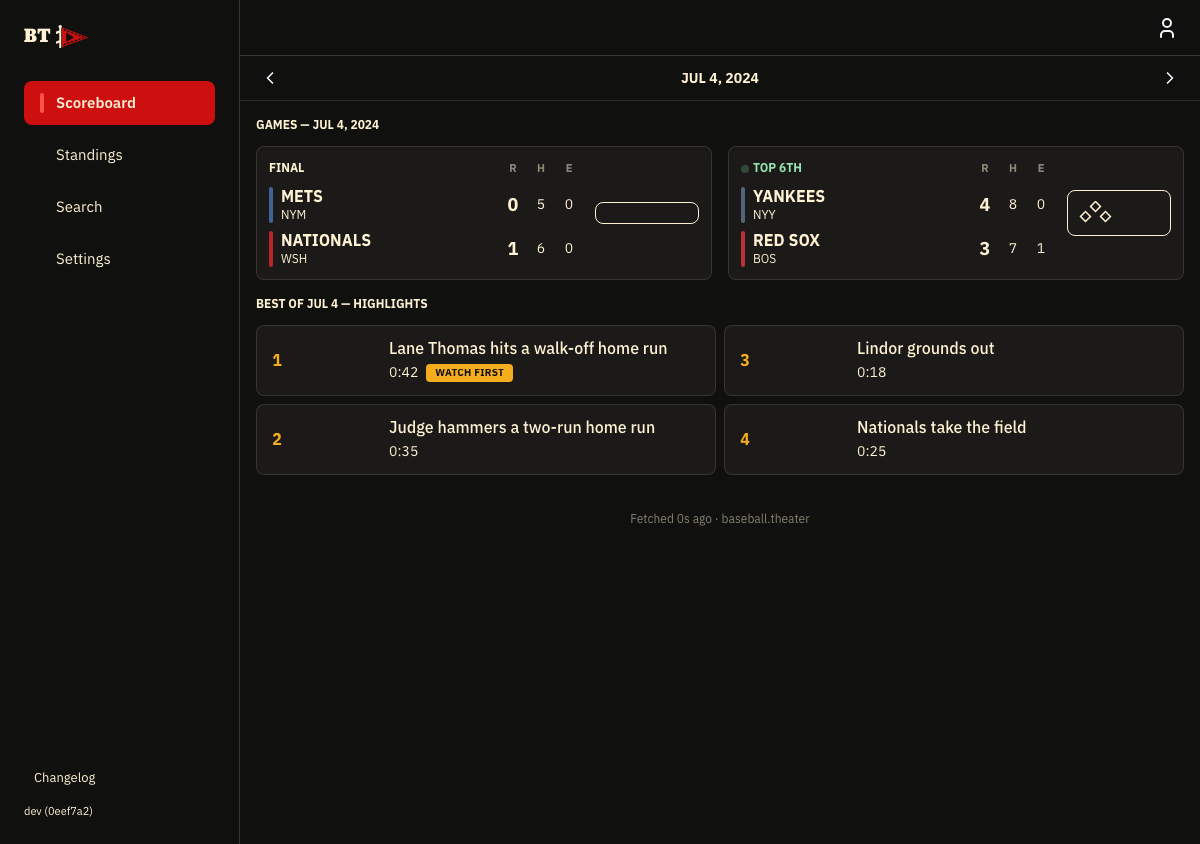 BT
Scoreboard
Standings
Search
Settings
Changelog
dev (0eef7a2)
JUL 4, 2024
GAMES — JUL 4, 2024
FINAL R H E
METS
NYM
0 5 0
NATIONALS
WSH
1 6 0
TOP 6TH R H E
YANKEES
NYY
4 8 0
RED SOX
BOS
3 7 1
BEST OF JUL 4 — HIGHLIGHTS
1
Lane Thomas hits a walk-off home run
0:42 WATCH FIRST
2
Judge hammers a two-run home run
0:35
3
Lindor grounds out
0:18
4
Nationals take the field
0:25
Fetched 0s ago · baseball.theater